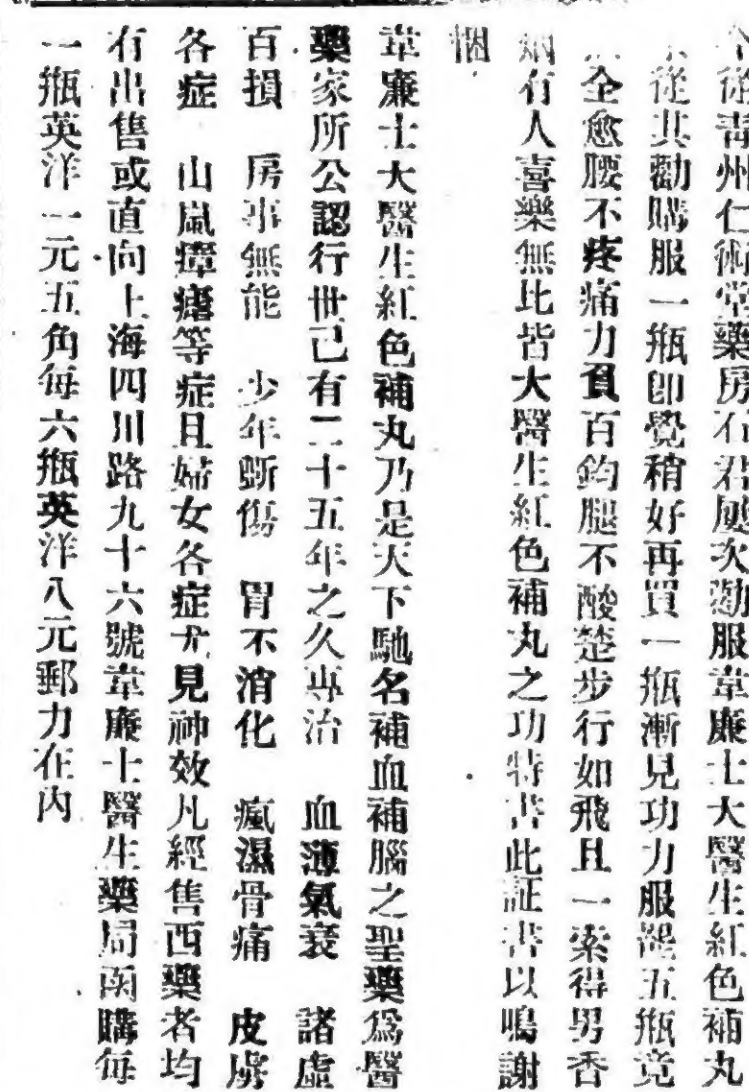 從青州仁術堂藥房石君屢次勸服韋廉士大醫生紅色補丸
從其勸購服一瓶卽覺稍好再買一瓶漸見功力服五瓶竟
全愈腰不疼痛力負百鈞腿不酸楚步行如飛且一索得男香
烟有人喜樂無比皆大醫生紅色補丸之功特書此証書以鳴謝
悃
韋廉士大醫生紅色補丸乃是天下馳名補血補腦之聖藥爲醫
藥家所公認行世已有二十五年之久專治 血薄氣衰 諸虛
百損 房事無能 少年斲傷 胃不消化 瘋濕骨痛 皮膚
各症 山嵐瘴瘧等症且婦女各症尤見神效凡經售西藥者均
有出售或直向上海四川路九十六號韋廉士醫生藥局函購每
一瓶英洋一元五角每六瓶英洋八元郵力在內